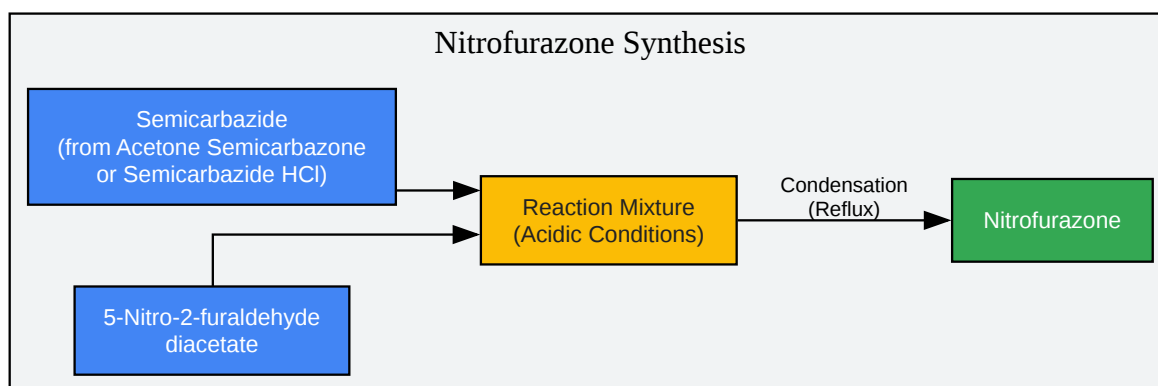 Nitrofurazone Synthesis
Semicarbazide
(from Acetone Semicarbazone
or Semicarbazide HCl)
Reaction Mixture
(Acidic Conditions)
Condensation
(Reflux)
Nitrofurazone
5-Nitro-2-furaldehyde
diacetate